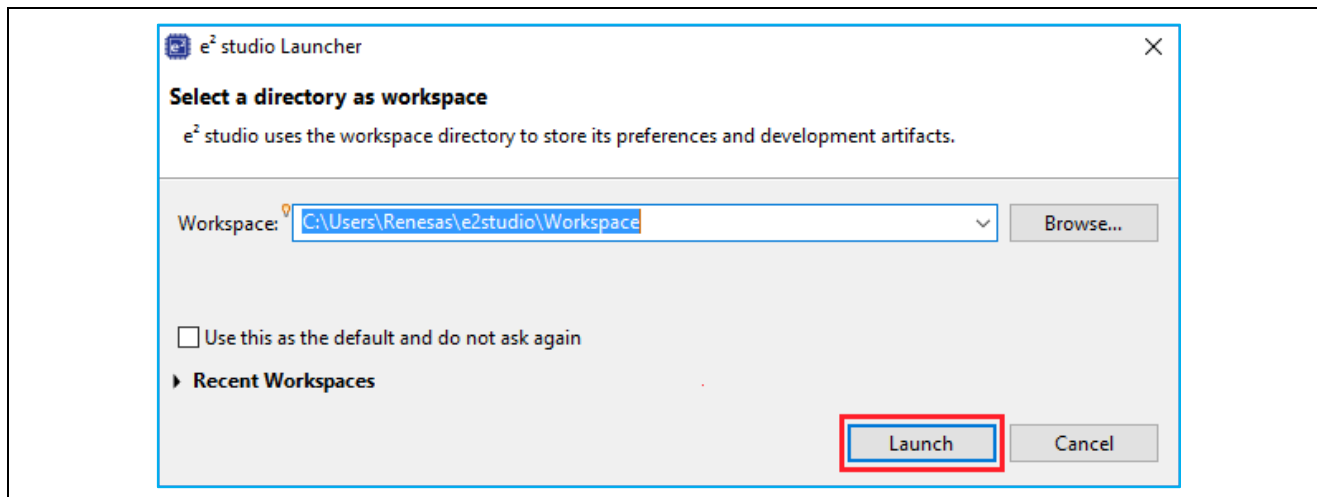 e² studio Launcher
Select a directory as workspace
e² studio uses the workspace directory to store its preferences and development artifacts.
Workspace: C:\Users\Renesas\e2studio\Workspace Browse...
Use this as the default and do not ask again
Recent Workspaces
Launch Cancel